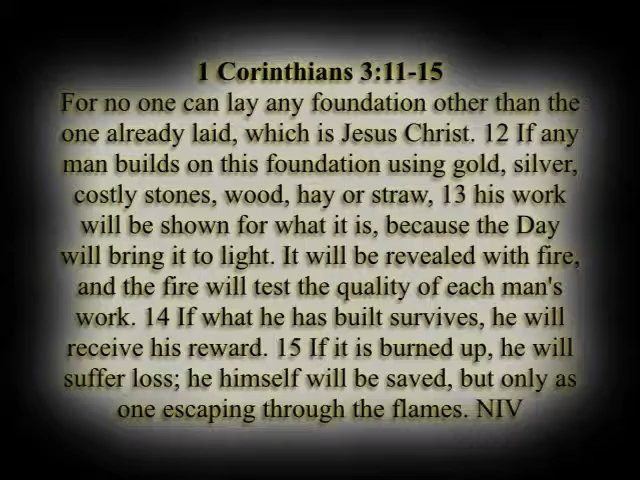 1 Corinthians 3:11-15
For no one can lay any foundation other than the
one already laid, which is Jesus Christ. 12 If any
man builds on this foundation using gold, silver,
costly stones, wood, hay or straw, 13 his work
will be shown for what it is, because the Day
will bring it to light. It will be revealed with fire,
and the fire will test the quality of each man's
work. 14 If what he has built survives, he will
receive his reward. 15 If it is burned up, he will
suffer loss; he himself will be saved, but only as
one escaping through the flames. NIV